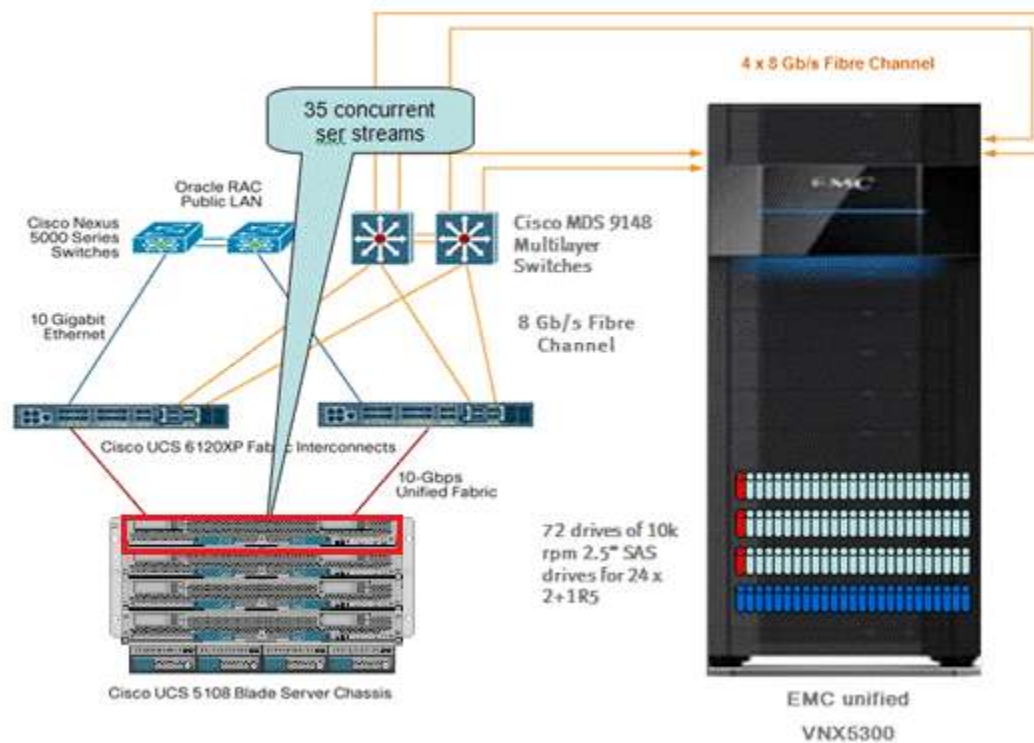 4 x 8 Gb/s Fibre Channel
35 concurrent
ser streams
EMC²
Oracle RAC
Public LAN
Cisco Nexus
5000 Series
Switches
Cisco MDS 9148
Multilayer
Switches
10 Gigabit
Ethernet
8 Gb/s Fibre
Channel
Cisco UCS 6120XP Fabric Interconnects
10-Gbps
Unified Fabric
72 drives of 10k
rpm 2.5" SAS
drives for 24 x
2+1R5
Cisco UCS 5108 Blade Server Chassis
EMC unified
VNX5300